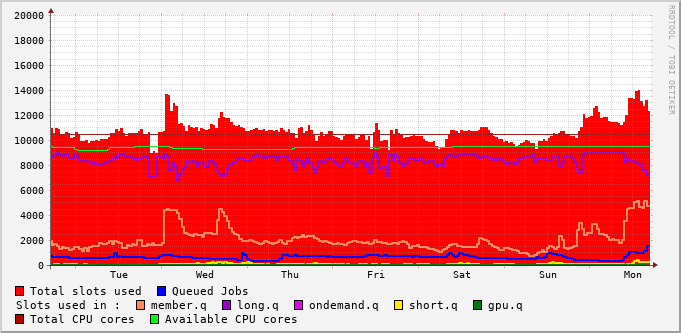 RRDTOOL / TOBI OETIKER
20000
18000
16000
14000
12000
10000
8000
6000
4000
2000
0
Tue Wed Thu Fri Sat Sun Mon
Total slots used Queued Jobs
Slots used in : member.q long.q ondemand.q short.q gpu.q
Total CPU cores Available CPU cores